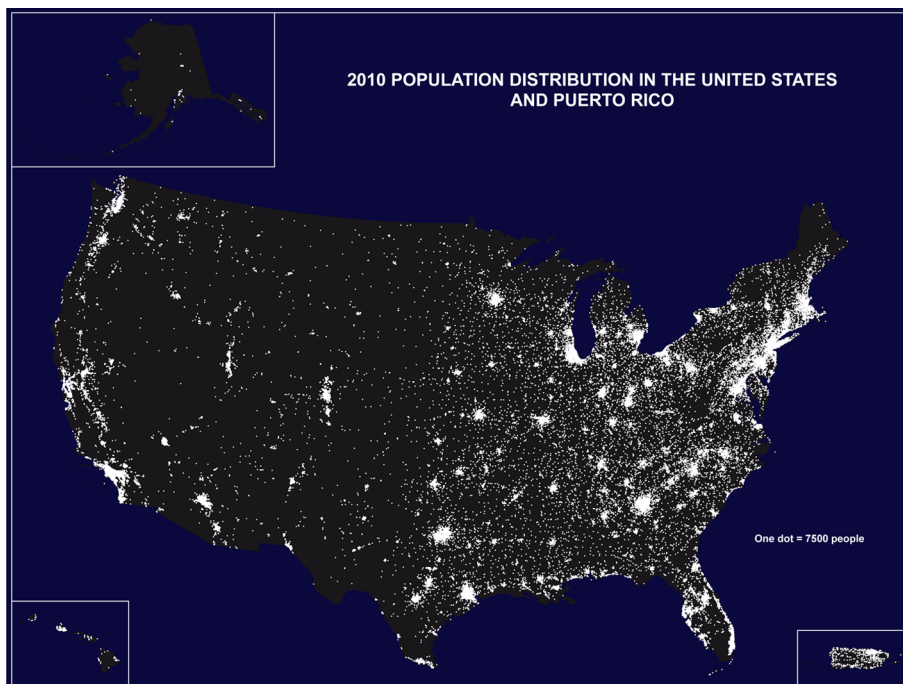 2010 POPULATION DISTRIBUTION IN THE UNITED STATES
AND PUERTO RICO
One dot = 7500 people